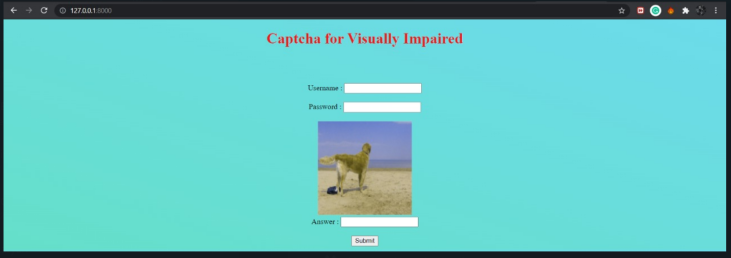 127.0.0.1:8000
Captcha for Visually Impaired
Username :
Password :
Answer :
Submit